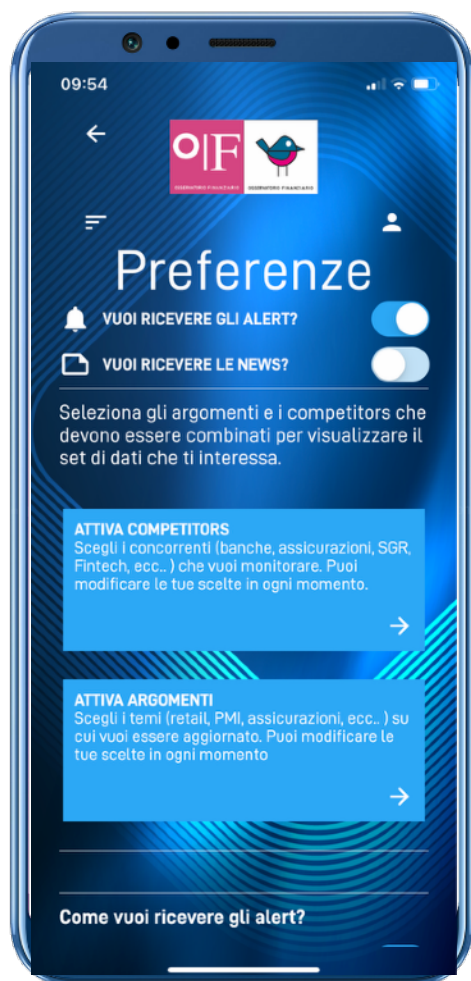 09:54
O|F
OSSERVATORIO FINANZIARIO
OSSERVATORIO FINANZIARIO
Preferenze
VUOI RICEVERE GLI ALERT?
VUOI RICEVERE LE NEWS?
Seleziona gli argomenti e i competitors che
devono essere combinati per visualizzare il
set di dati che ti interessa.
ATTIVA COMPETITORS
Scegli i concorrenti (banche, assicurazioni, SGR,
Fintech, ecc.. ) che vuoi monitorare. Puoi
modificare le tue scelte in ogni momento.
ATTIVA ARGOMENTI
Scegli i temi (retail, PMI, assicurazioni, ecc.. ) su
cui vuoi essere aggiornato. Puoi modificare le
tue scelte in ogni momento
Come vuoi ricevere gli alert?